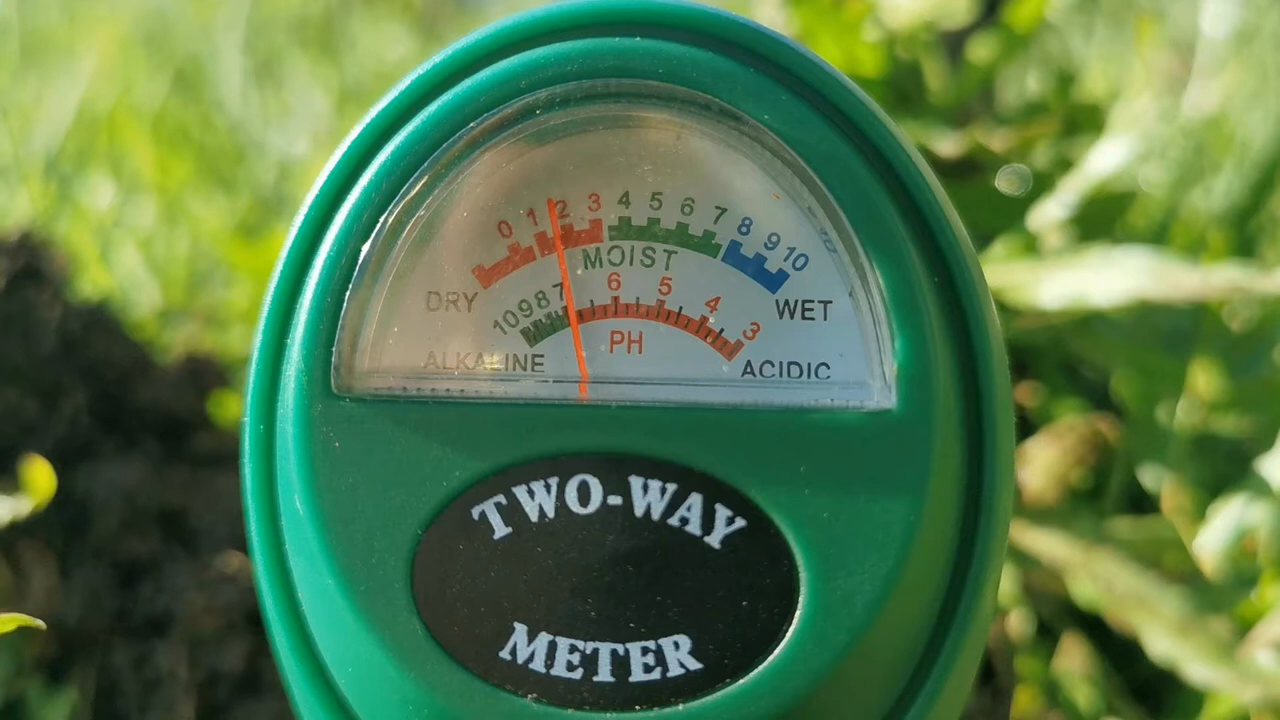 0 1 2 3 4 5 6 7 8 9 10
MOIST
DRY WET
10 9 8 7 6 5 4 3
PH
ALKALINE ACIDIC
TWO-WAY
METER